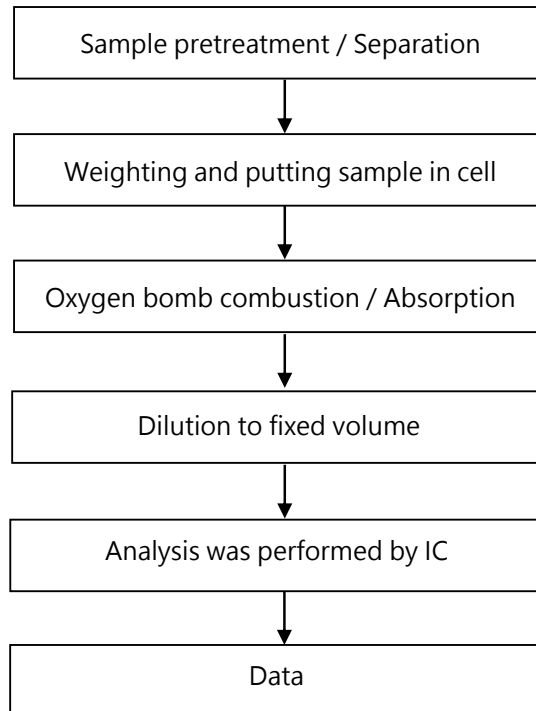 Sample pretreatment / Separation
Weighting and putting sample in cell
Oxygen bomb combustion / Absorption
Dilution to fixed volume
Analysis was performed by IC
Data